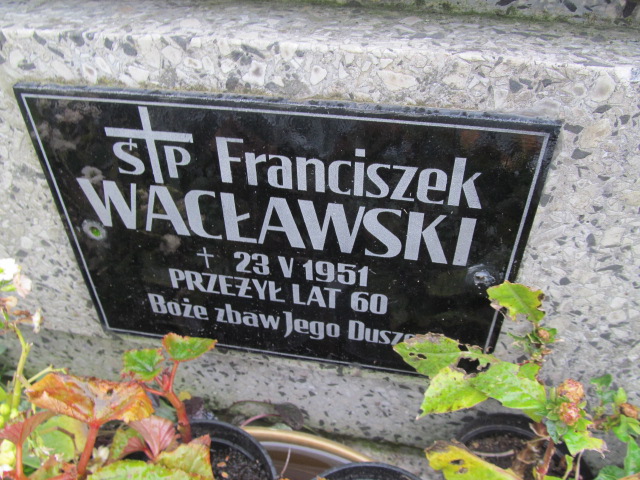 ŚP Franciszek
WACŁAWSKI
+ 23 V 1951
PRZEŻYŁ LAT 60
Boże zbaw Jego